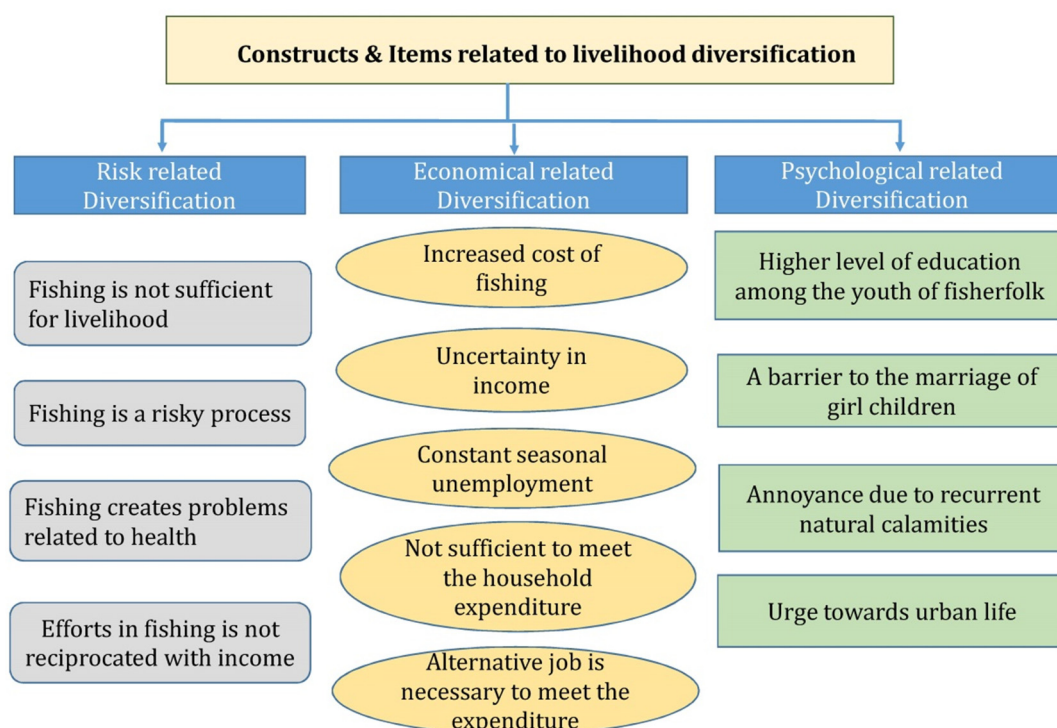 Constructs & Items related to livelihood diversification
Risk related
Diversification
Economical related
Diversification
Psychological related
Diversification
Fishing is not sufficient
for livelihood
Fishing is a risky process
Fishing creates problems
related to health
Efforts in fishing is not
reciprocated with income
Increased cost of
fishing
Uncertainty in
income
Constant seasonal
unemployment
Not sufficient to meet
the household
expenditure
Alternative job is
necessary to meet the
expenditure
Higher level of education
among the youth of fisherfolk
A barrier to the marriage of
girl children
Annoyance due to recurrent
natural calamities
Urge towards urban life